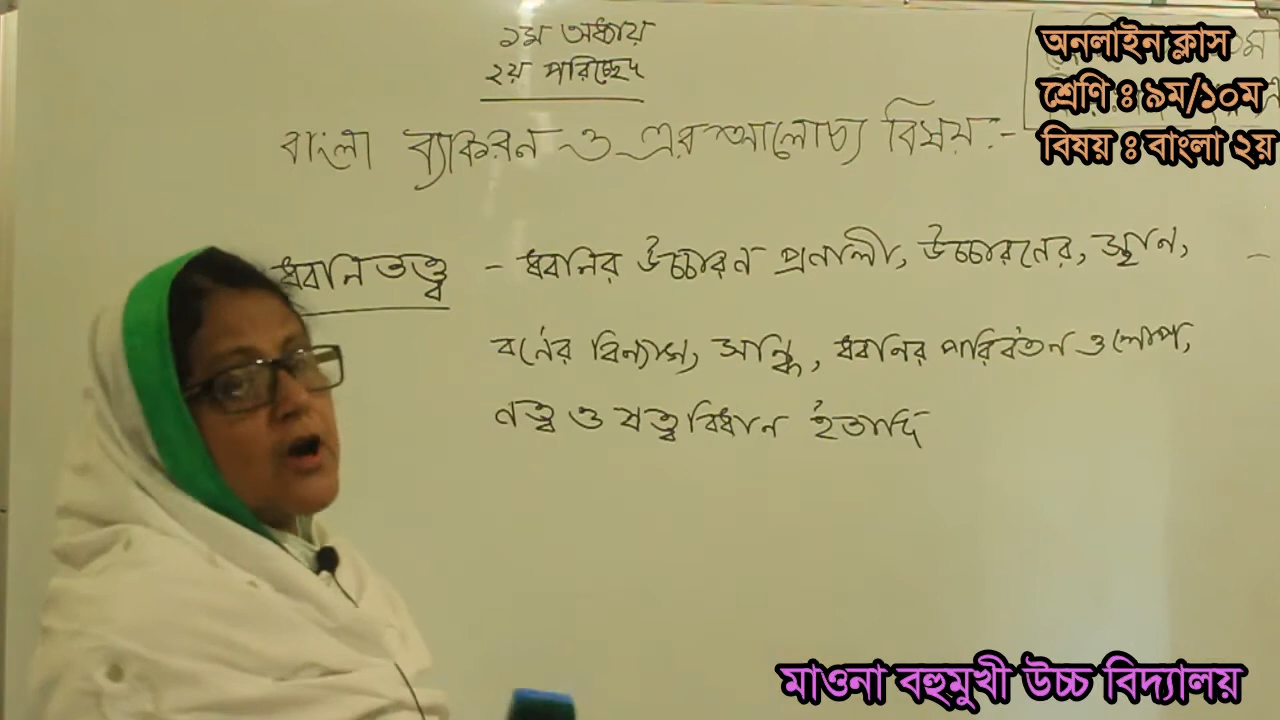 ১ম অধ্যায়
২য় পরিচ্ছেদ
বাংলা ব্যাকরন ও এর আলোচ্য বিষয় :-
অনলাইন ক্লাস
শ্রেণি ঃ ৯ম/১০ম
বিষয় ঃ বাংলা ২য়
ধ্বনিতত্ত্ব - ধ্বনির উচ্চারন প্রনালী, উচ্চারনের, স্থান, -
বর্নের বিন্যাস, সন্ধি, ধ্বনির পরিবর্তন ও লোপ,
নত্ব ও ষত্ব বিধান ইত্যাদি
মাওনা বহুমুখী উচ্চ বিদ্যালয়